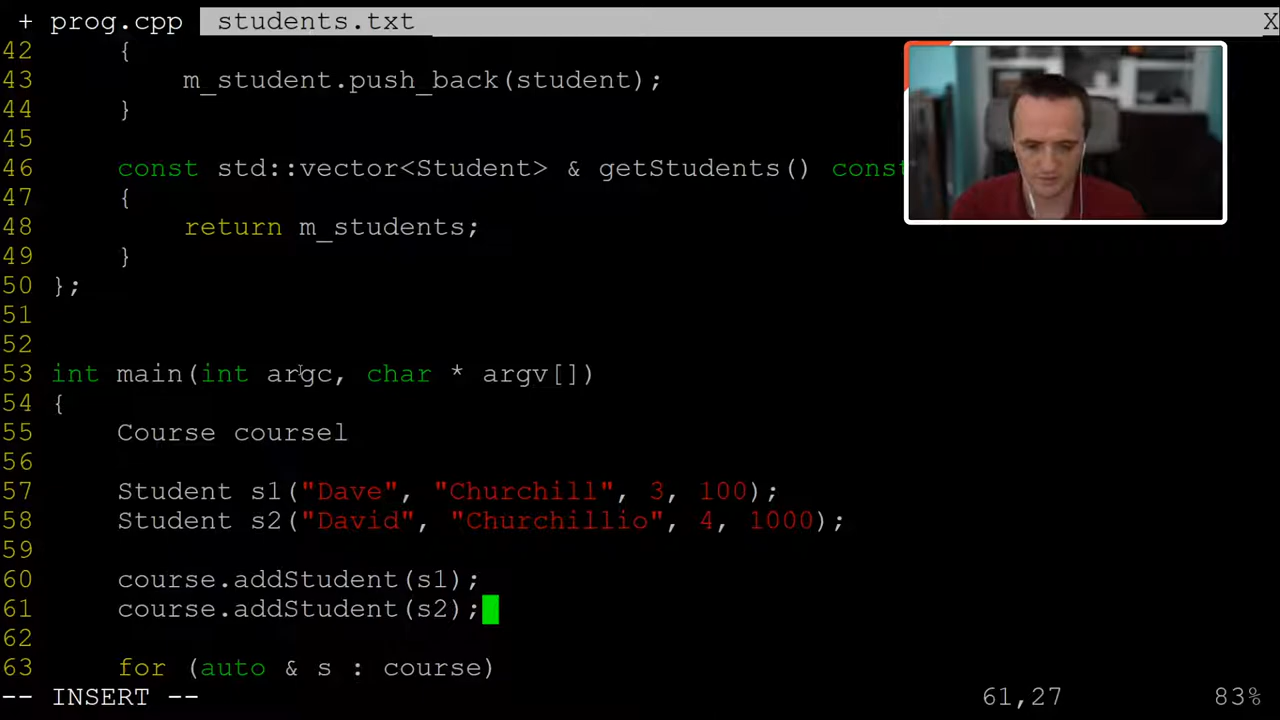 + prog.cpp students.txt X
42 {
43 m_student.push_back(student);
44 }
45
46 const std::vector<Student> & getStudents() const
47 {
48 return m_students;
49 }
50 };
51
52
53 int main(int argc, char * argv[])
54 {
55 Course coursel
56
57 Student s1("Dave", "Churchill", 3, 100);
58 Student s2("David", "Churchillio", 4, 1000);
59
60 course.addStudent(s1);
61 course.addStudent(s2);
62
63 for (auto & s : course)
-- INSERT -- 61,27 83%